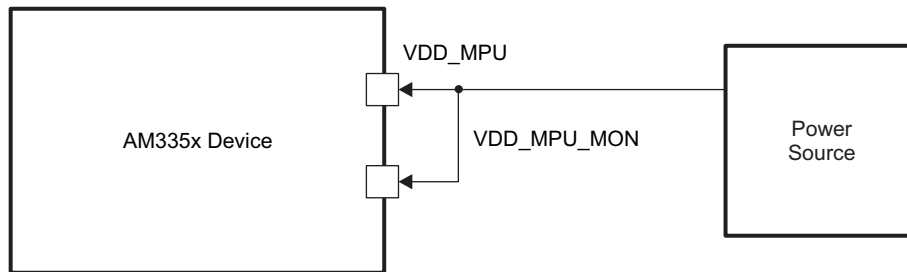 VDD_MPU
AM335x Device
VDD_MPU_MON
Power
Source